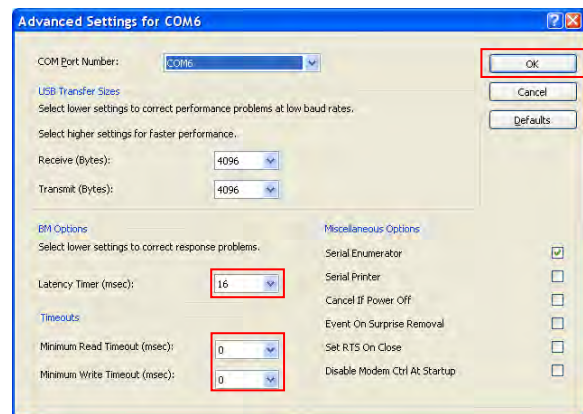 Advanced Settings for COM6
COM Port Number:
COM6
OK
USB Transfer Sizes
Cancel
Select lower settings to correct performance problems at low baud rates.
Defaults
Select higher settings for faster performance.
Receive (Bytes):
4096
Transmit (Bytes):
4096
BM Options
Miscellaneous Options
Select lower settings to correct response problems.
Serial Enumerator
Latency Timer (msec):
16
Serial Printer
Cancel If Power Off
Timeouts
Event On Surprise Removal
Minimum Read Timeout (msec):
0
Set RTS On Close
Minimum Write Timeout (msec):
0
Disable Modem Ctrl At Startup